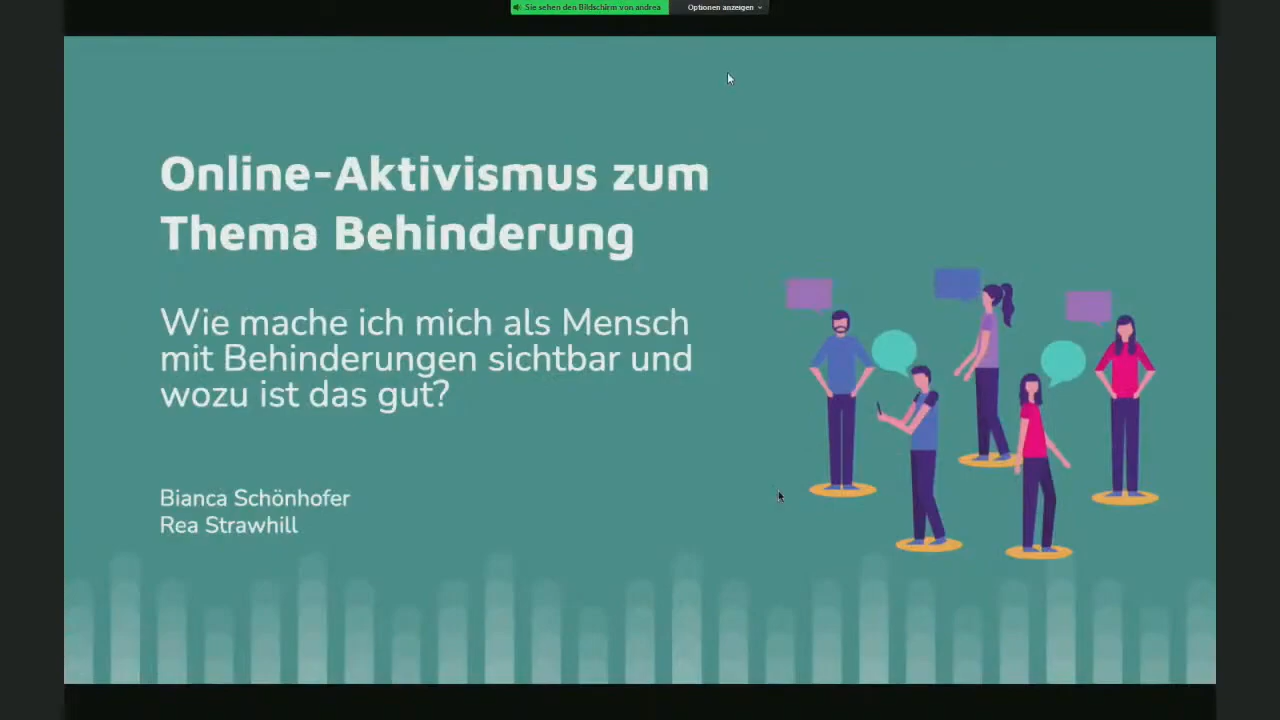 Sie sehen den Bildschirm von andrea
Optionen anzeigen
Online-Aktivismus zum
Thema Behinderung
Wie mache ich mich als Mensch
mit Behinderungen sichtbar und
wozu ist das gut?
Bianca Schönhofer
Rea Strawhill